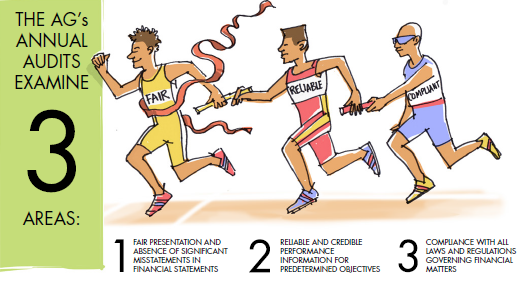 THE AG's
ANNUAL
AUDITS
EXAMINE
3
AREAS:
FAIR
RELIABLE
COMPLIANT
1 FAIR PRESENTATION AND
ABSENCE OF SIGNIFICANT
MISSTATEMENTS IN
FINANCIAL STATEMENTS
2 RELIABLE AND CREDIBLE
PERFORMANCE
INFORMATION FOR
PREDETERMINED OBJECTIVES
3 COMPLIANCE WITH ALL
LAWS AND REGULATIONS
GOVERNING FINANCIAL
MATTERS